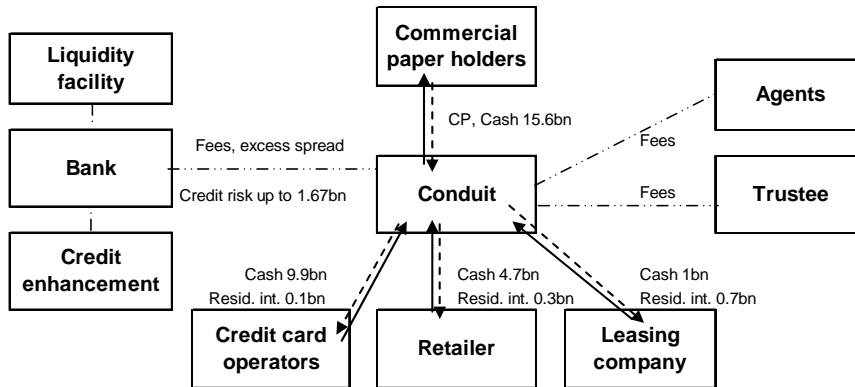 Commercial
paper holders
Liquidity
facility
Agents
CP, Cash 15.6bn
Fees, excess spread
Fees
Bank
Conduit
Fees
Trustee
Credit risk up to 1.67bn
Credit
enhancement
Cash 9.9bn
Resid. int. 0.1bn
Cash 4.7bn
Resid. int. 0.3bn
Cash 1bn
Resid. int. 0.7bn
Credit card
operators
Retailer
Leasing
company